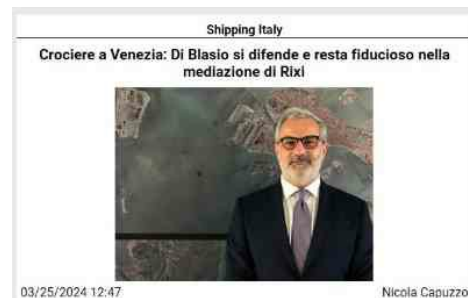 Shipping Italy
Crociere a Venezia: Di Blasio si difende e resta fiducioso nella
mediazione di Rixi
03/25/2024 12:47
Nicola Capuzzo